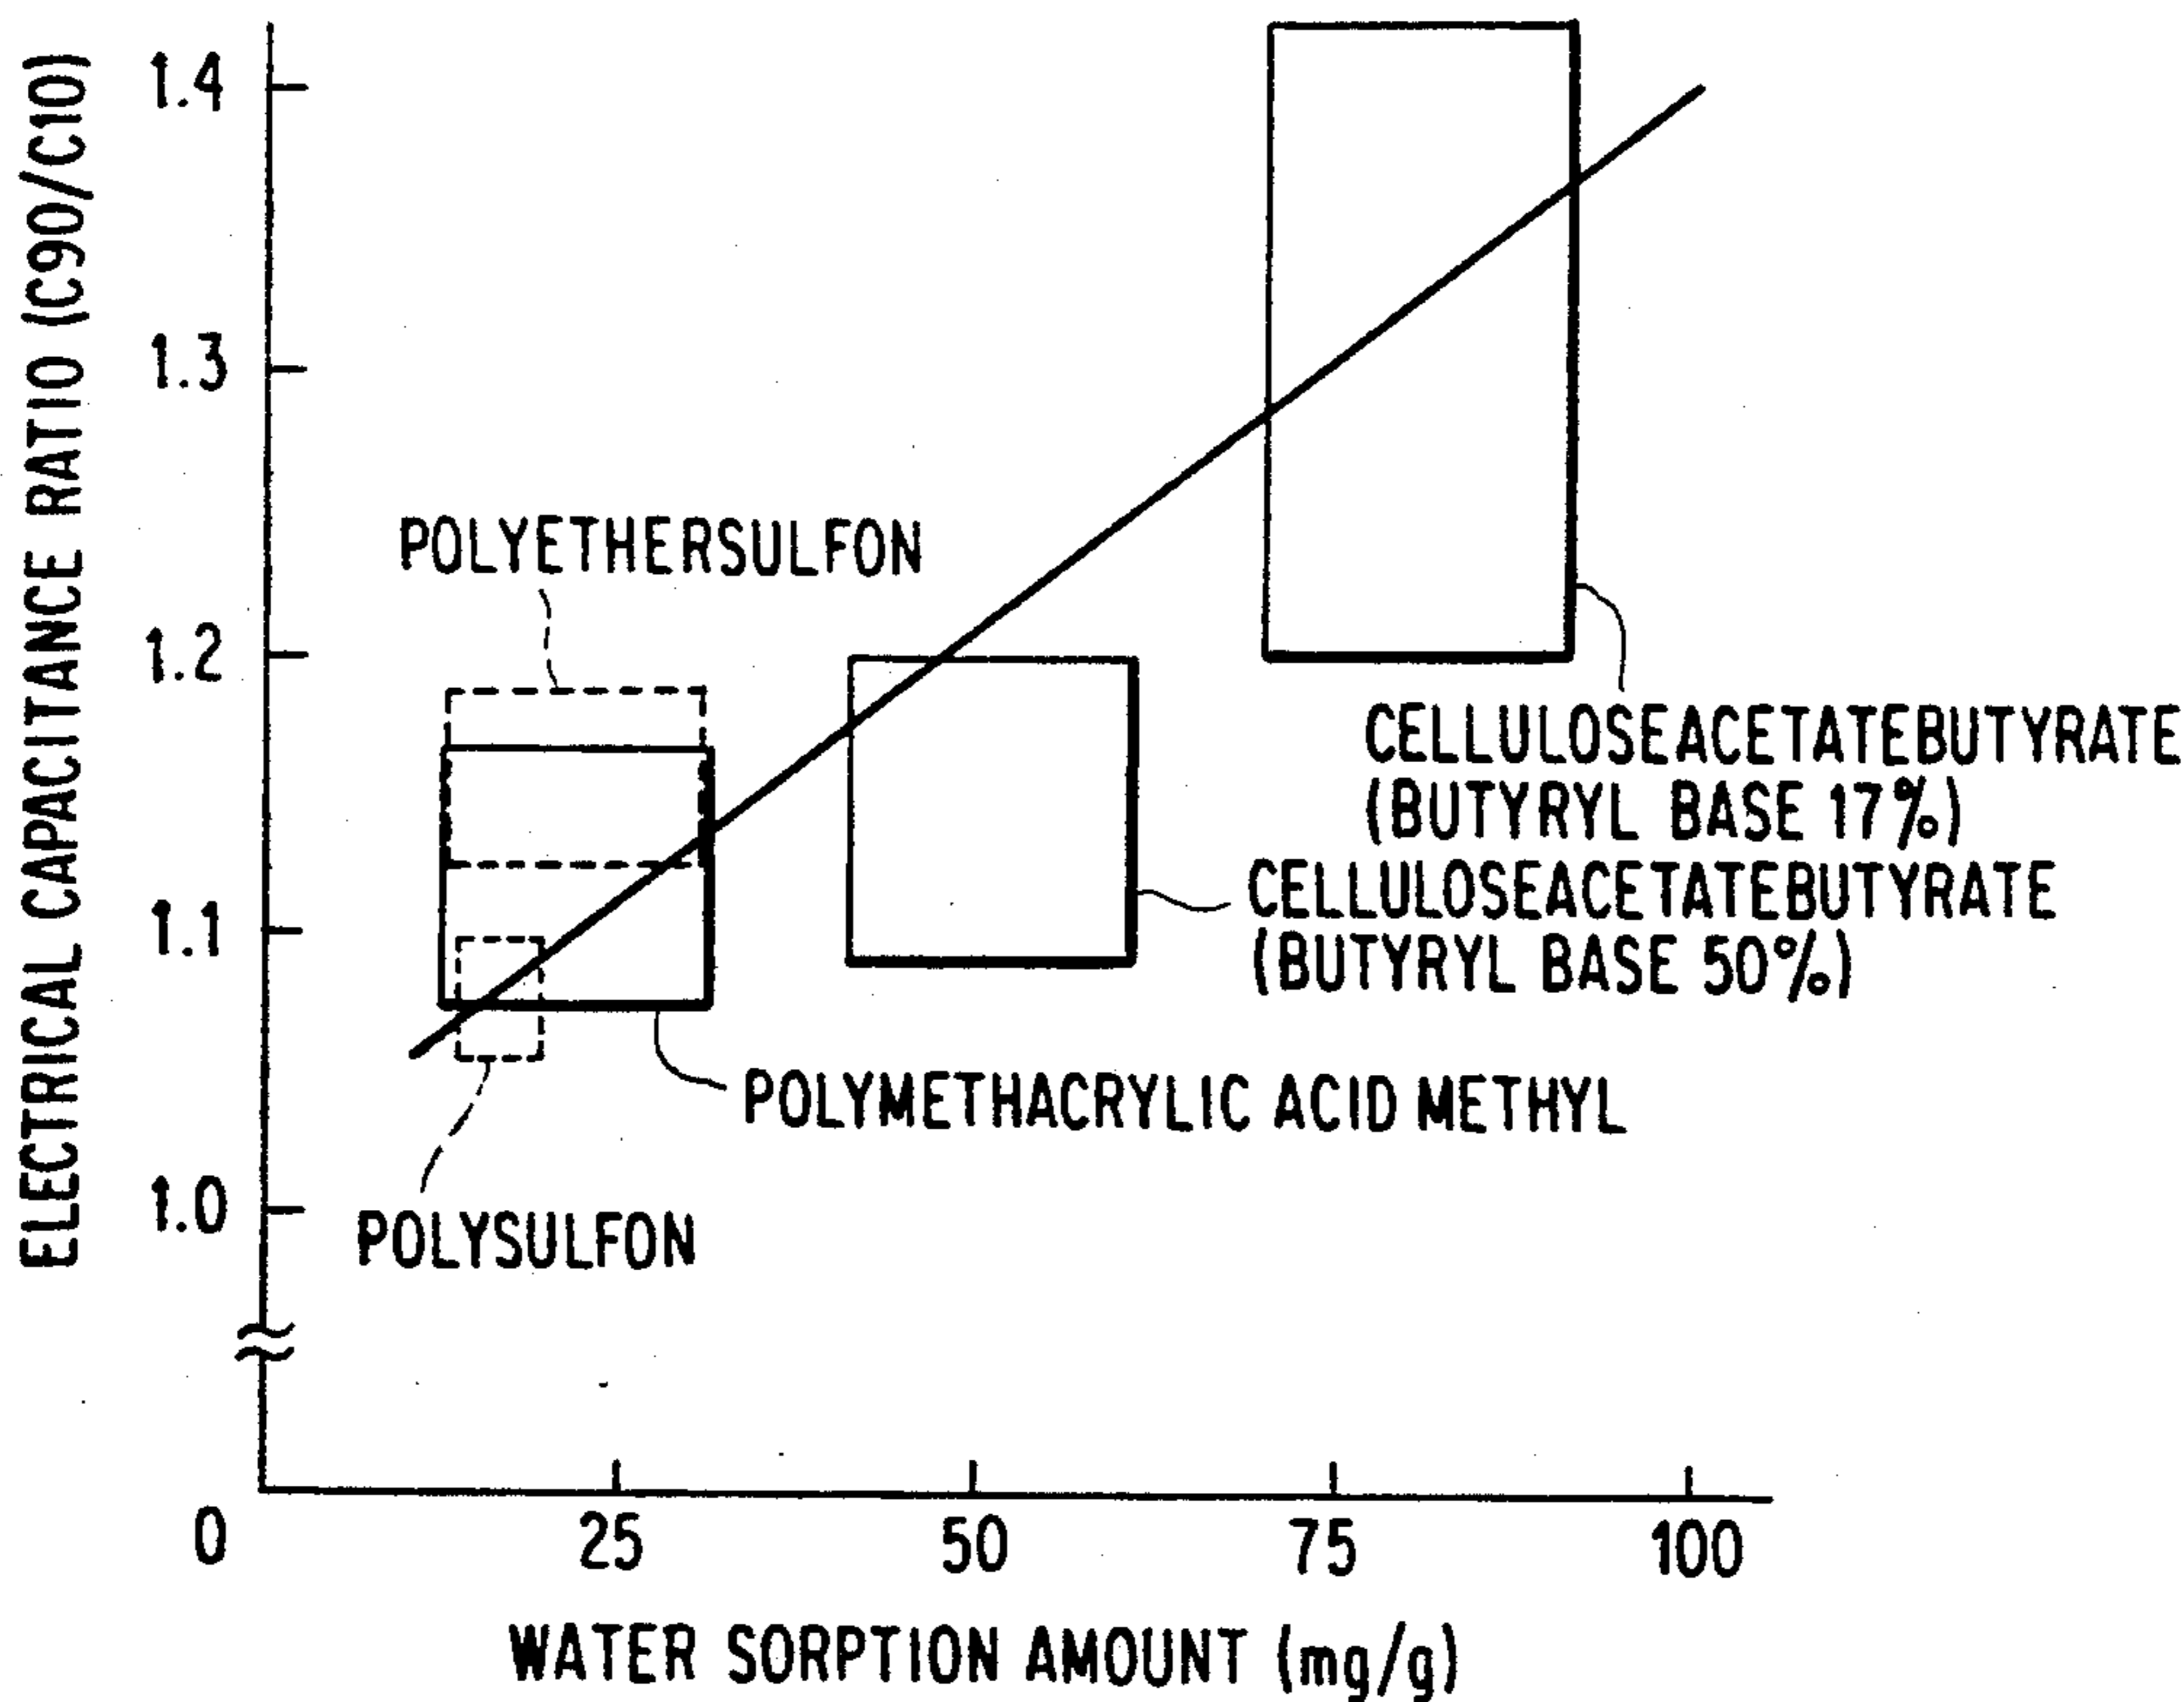 ELECTRICAL CAPACITANCE RATIO (C90/C10)
1.4
1.3
1.2
1.1
1.0
0
POLYETHERSULFON
CELLULOSEACETATEBUTYRATE
(BUTYRYL BASE 17%)
CELLULOSEACETATEBUTYRATE
(BUTYRYL BASE 50%)
POLYMETHACRYLIC ACID METHYL
POLYSULFON
25
50
75
100
WATER SORPTION AMOUNT (mg/g)